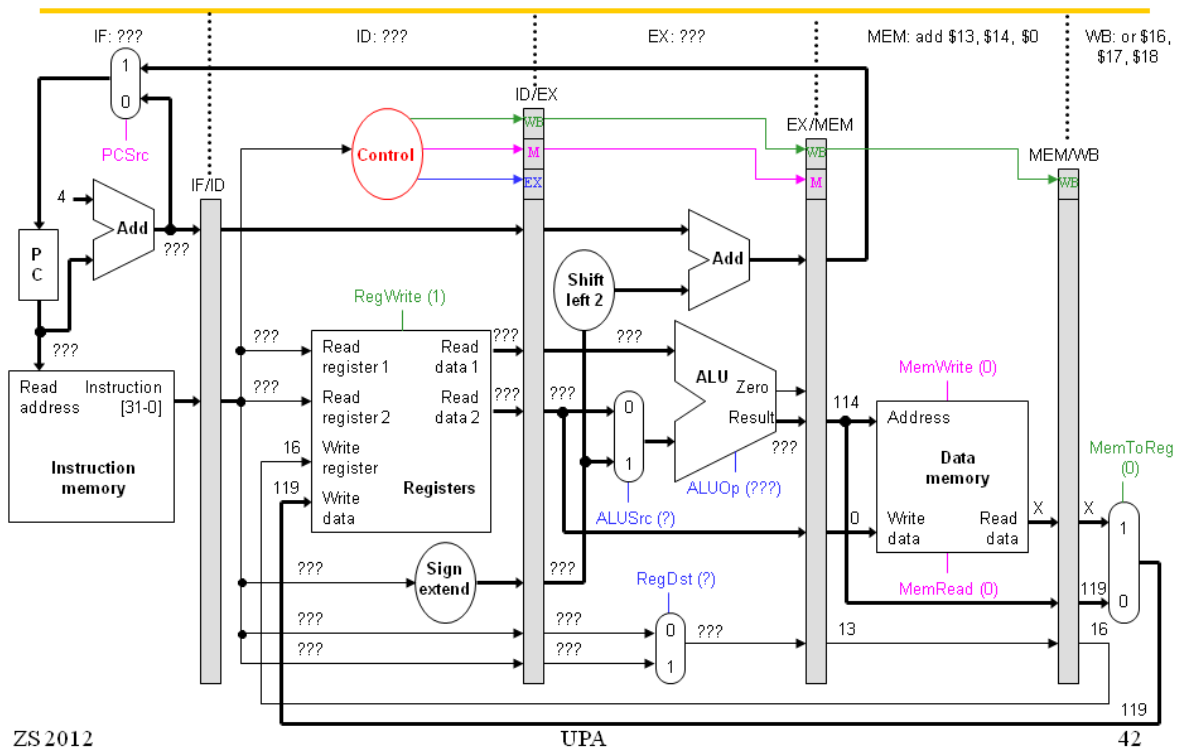 IF: ???
ID: ???
EX: ???
MEM: add $13, $14, $0
WB: or $16,
$17, $18
1
0
PCSrc
ID/EX
WB
M
EX
EX/MEM
WB
M
MEM/WB
WB
Control
IF/ID
4
Add
???
P
C
???
Add
Shift
left 2
RegWrite (1)
Read
address
Instruction
[31-0]
Instruction
memory
???
???
16
119
Read
register 1
Read
data 1
Read
register 2
Read
data 2
Write
register
Write
data
Registers
???
???
???
???
0
1
ALUSrc (?)
ALU
Zero
Result
???
ALUOp (???)
114
0
MemWrite (0)
Address
Data
memory
Write
data
Read
data
MemRead (0)
X
X
MemToReg
(0)
1
0
119
???
Sign
extend
???
RegDst (?)
???
???
???
???
0
1
???
13
16
119
ZS 2012
UPA
42